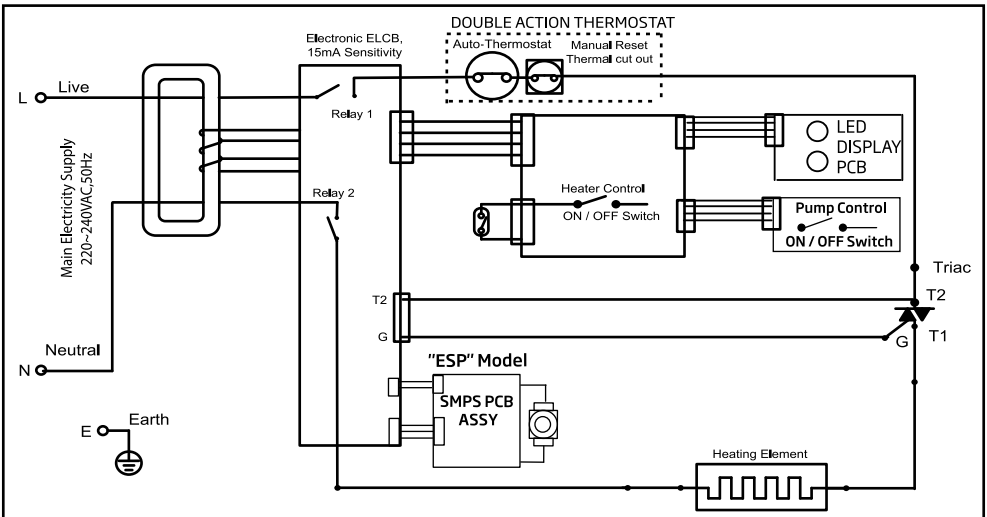 DOUBLE ACTION THERMOSTAT
Electronic ELCB,
15mA Sensitivity
Auto-Thermostat
Manual Reset
Thermal cut out
L
Live
Relay 1
LED
DISPLAY
PCB
Main Electricity Supply
220~240VAC,50Hz
Relay 2
Heater Control
ON / OFF Switch
Pump Control
ON / OFF Switch
Triac
T2
T2
G
G
T1
Neutral
N
"ESP" Model
SMPS PCB
ASSY
Earth
E
Heating Element